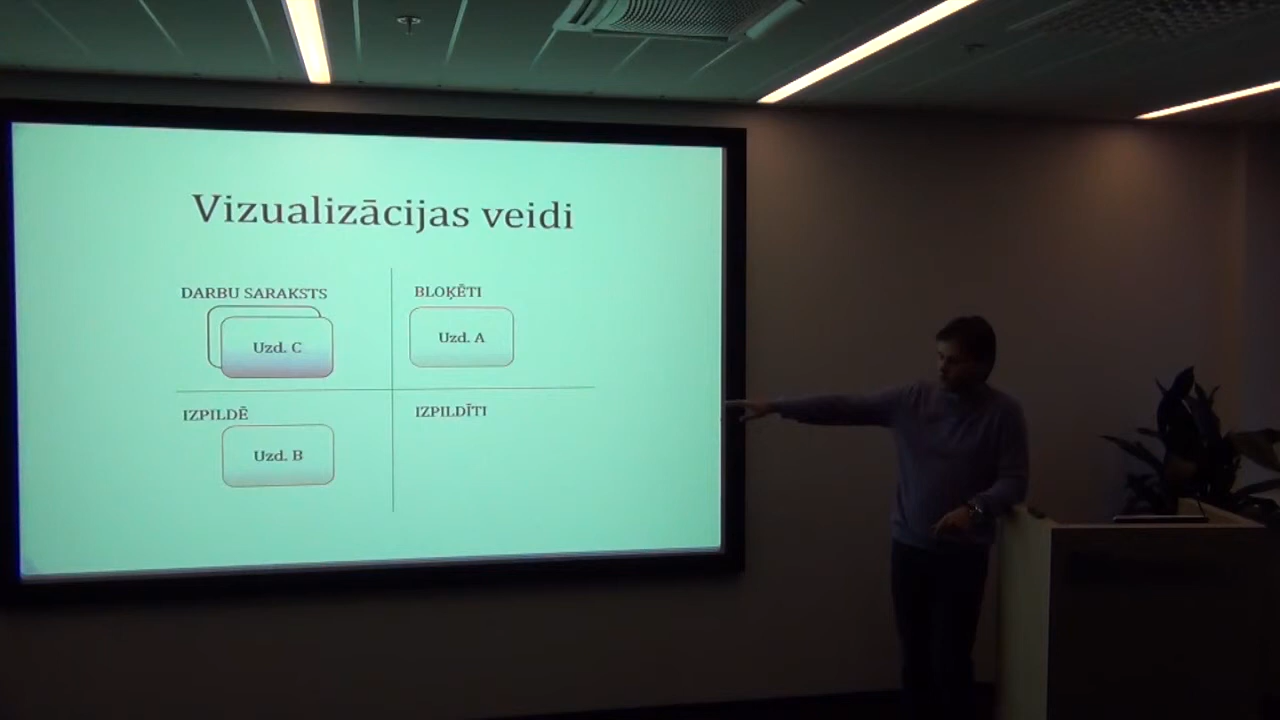 Vizualizācijas veidi
DARBU SARAKSTS
Uzd. C
BLOĶĒTI
Uzd. A
IZPILDĒ
Uzd. B
IZPILDĪTI